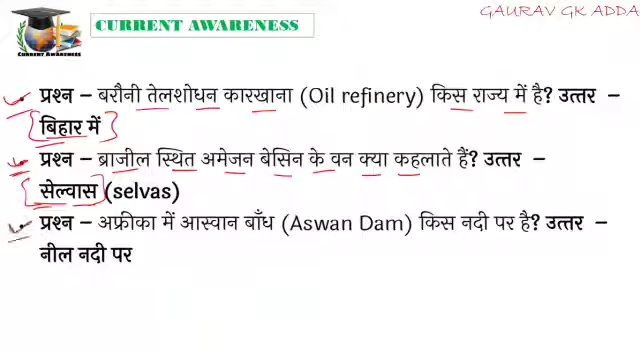 GAURAV GK ADDA
CURRENT AWARENESS
Current Awareness
प्रश्न – बरौनी तेलशोधन कारखाना (Oil refinery) किस राज्य में है? उत्तर –
बिहार में
प्रश्न – ब्राजील स्थित अमेजन बेसिन के वन क्या कहलाते हैं? उत्तर –
सेल्वास (selvas)
प्रश्न – अफ्रीका में आस्वान बाँध (Aswan Dam) किस नदी पर है? उत्तर –
नील नदी पर